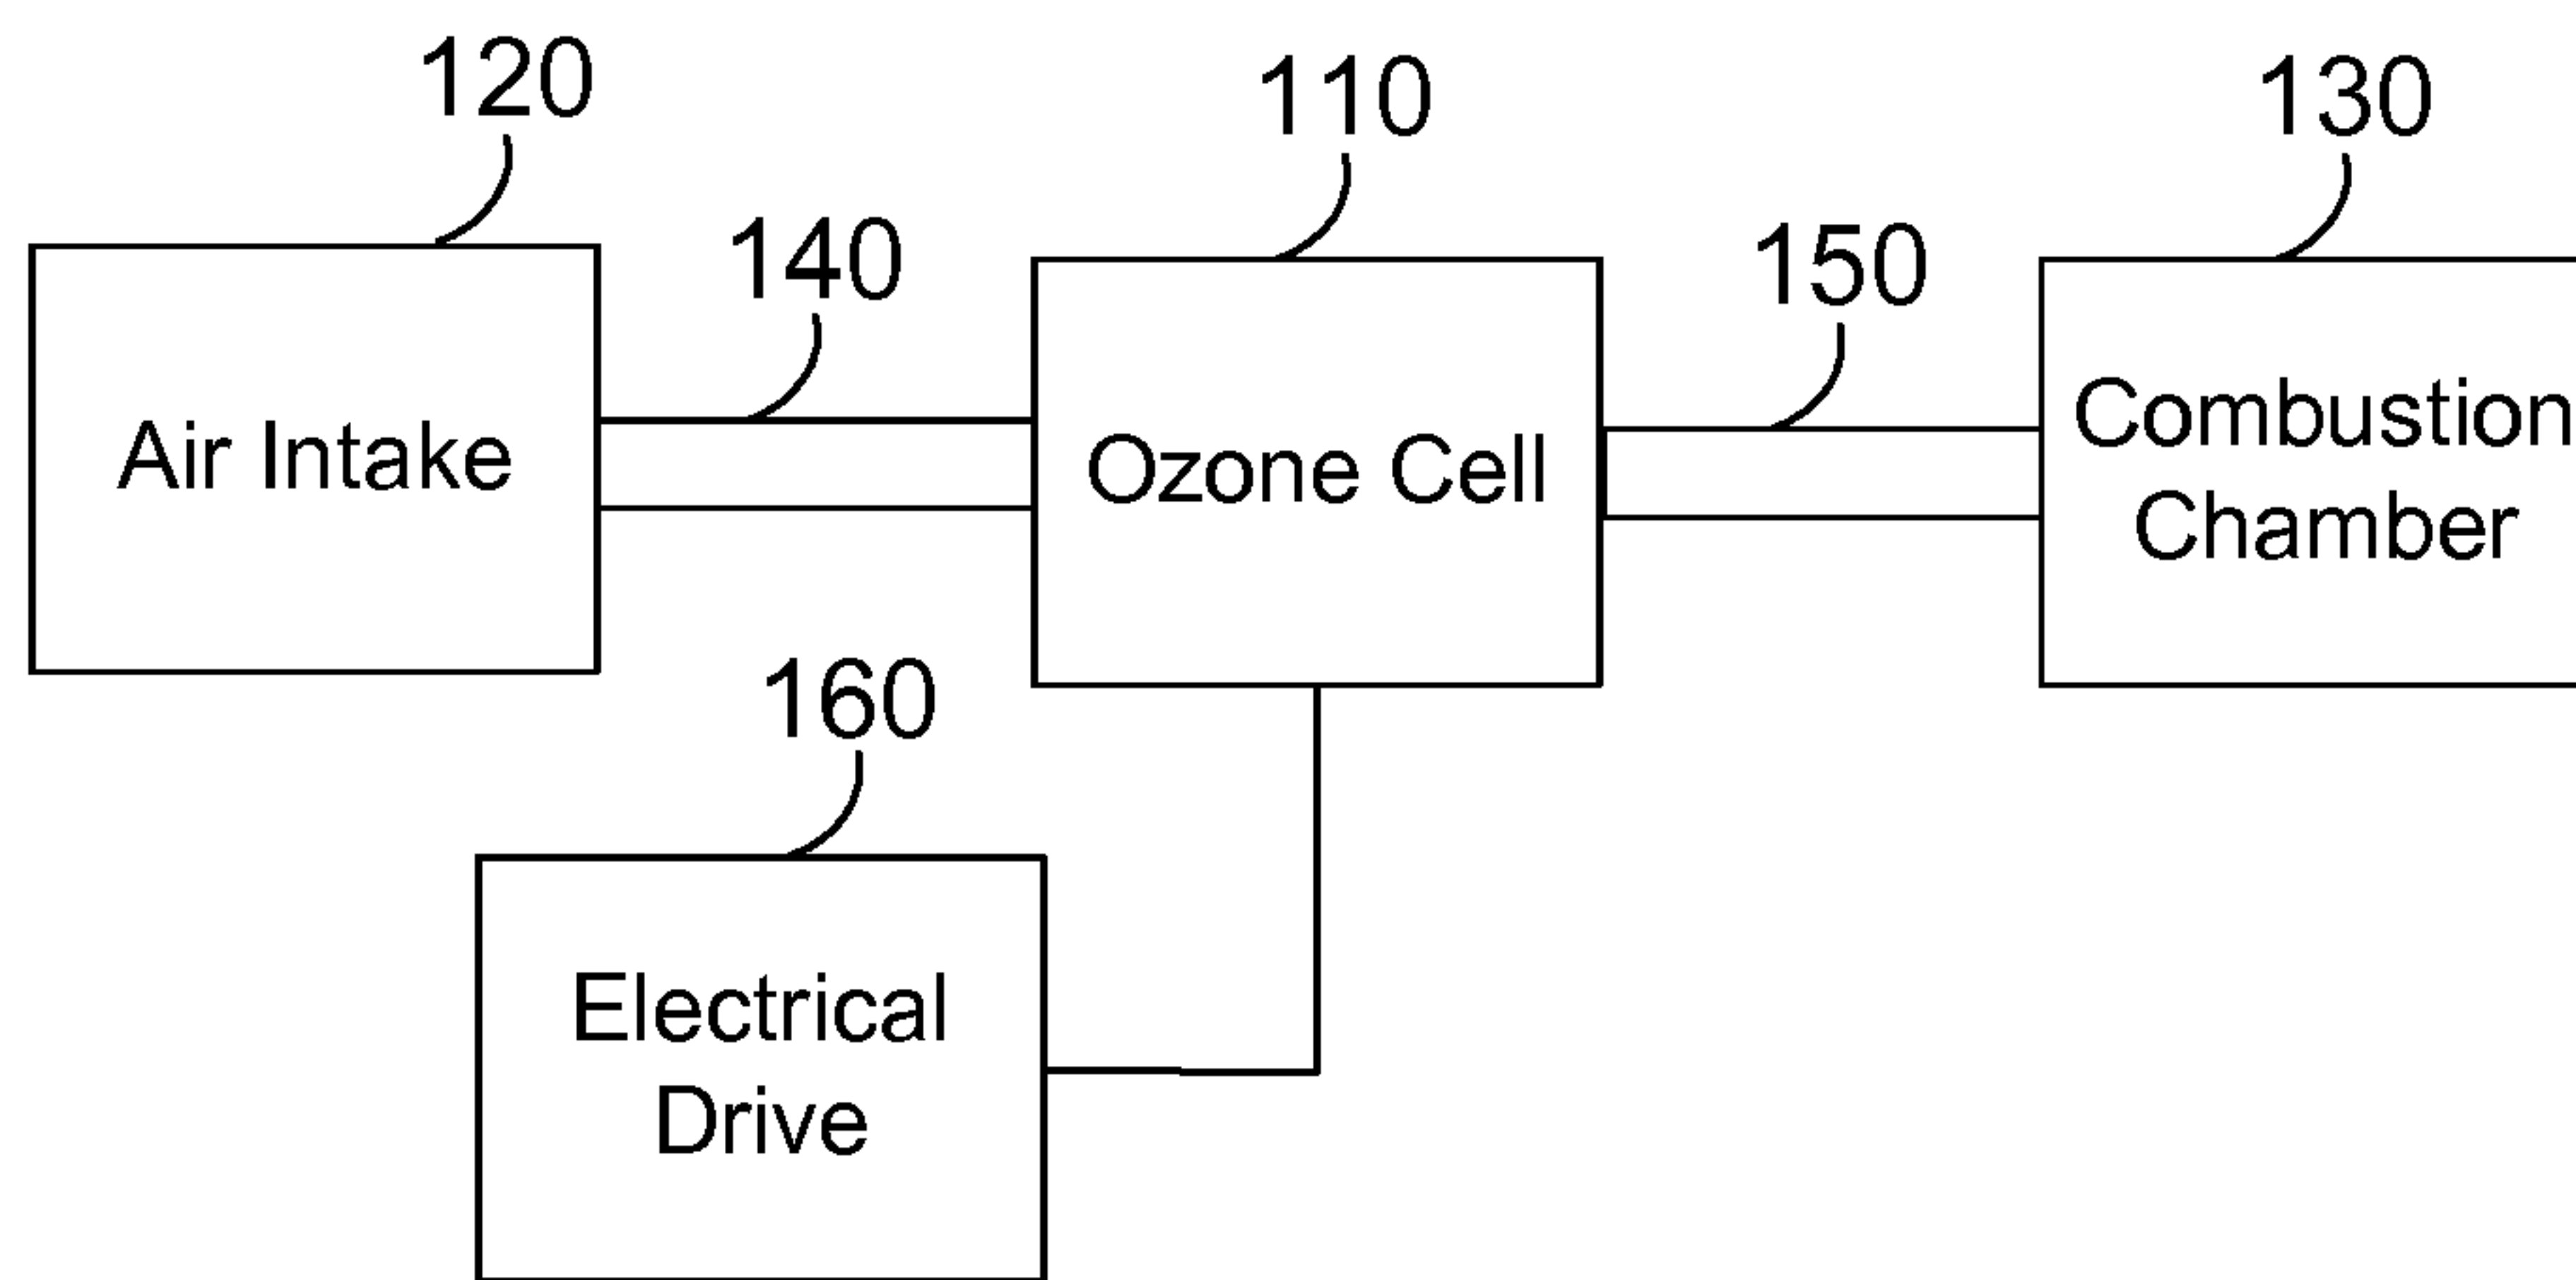 120
110
130
140
150
Air Intake
Ozone Cell
Combustion
Chamber
160
Electrical
Drive